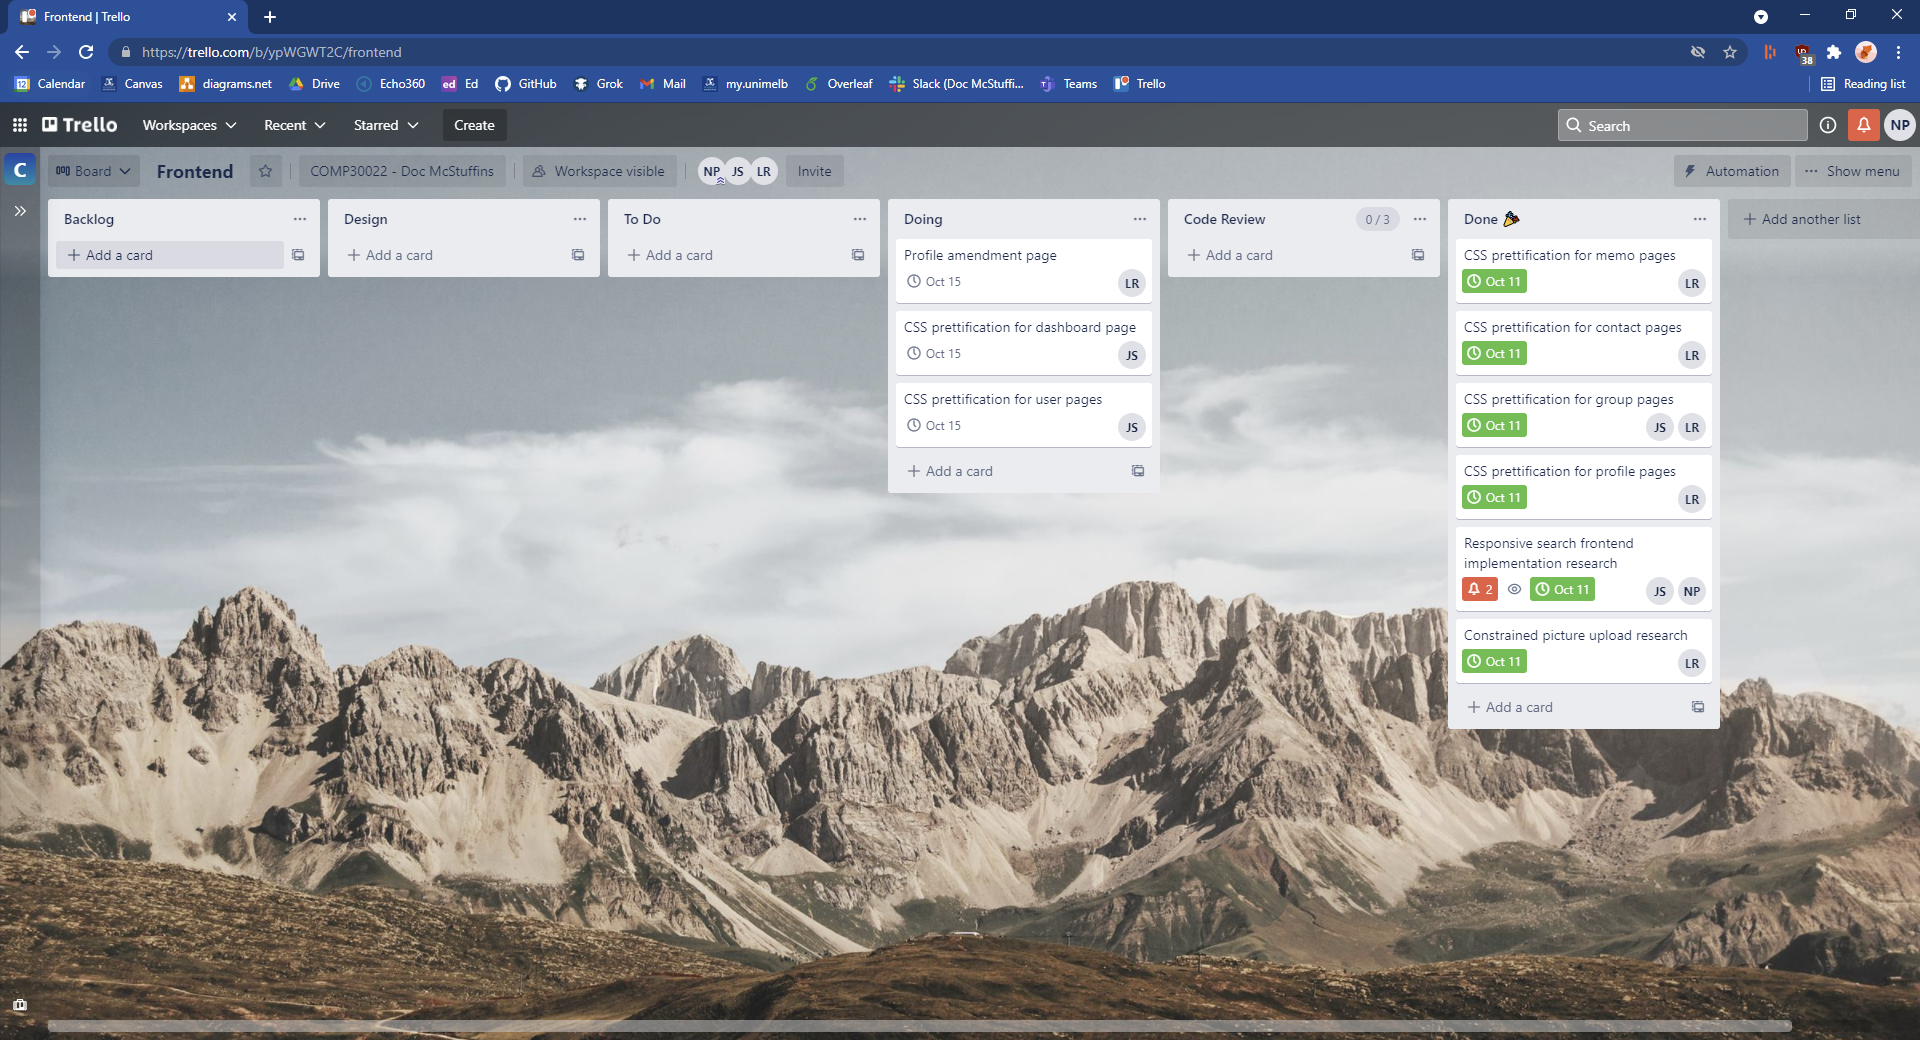 Frontend | Trello
https://trello.com/b/ypWGWT2C/frontend
38
12
Calendar
Canvas
diagrams.net
Drive
Echo360
ed
Ed
GitHub
Grok
Mail
my.unimelb
Overleaf
Slack (Doc McStuffi...
Teams
Trello
Reading list
Trello
Workspaces
Recent
Starred
Create
Search
NP
C
Board
Frontend
COMP30022 - Doc McStuffins
Workspace visible
NP
JS
LR
Invite
Automation
Show menu
Backlog
Add a card
Design
Add a card
To Do
Add a card
Doing
Profile amendment page
Oct 15
LR
CSS prettification for dashboard page
Oct 15
JS
CSS prettification for user pages
Oct 15
JS
Add a card
Code Review
0 / 3
Add a card
Done 🎉
CSS prettification for memo pages
Oct 11
LR
CSS prettification for contact pages
Oct 11
LR
CSS prettification for group pages
Oct 11
JS
LR
CSS prettification for profile pages
Oct 11
LR
Responsive search frontend
implementation research
2
Oct 11
JS
NP
Constrained picture upload research
Oct 11
LR
Add a card
Add another list